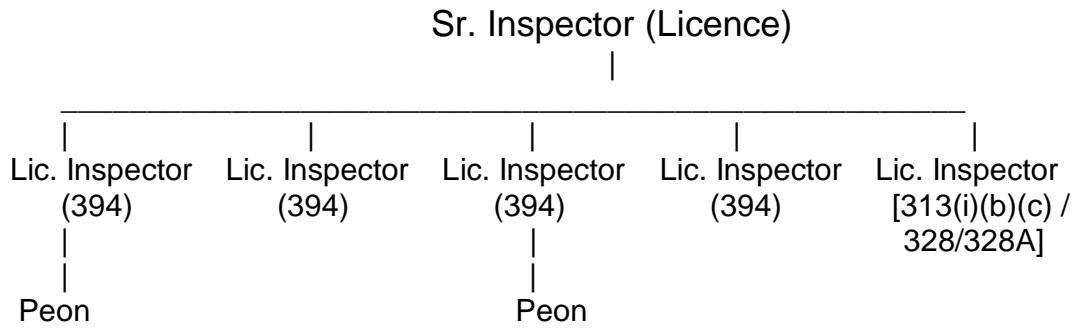 Sr. Inspector (Licence)
Lic. Inspector Lic. Inspector Lic. Inspector Lic. Inspector Lic. Inspector
(394) (394) (394) (394) [313(i)(b)(c) /
328/328A]
Peon Peon